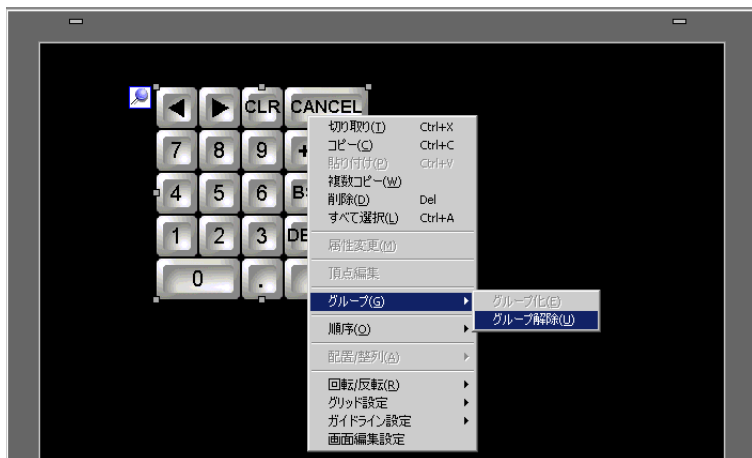 CLR CANCEL
7 8 9 +
4 5 6 BS
1 2 3 DE
0 .
切り取り(T) Ctrl+X
コピー(C) Ctrl+C
貼り付け(P) Ctrl+V
複数コピー(W)
削除(D) Del
すべて選択(L) Ctrl+A
属性変更(M)
頂点編集
グループ(G)
グループ化(E)
グループ解除(U)
順序(O)
配置/整列(A)
回転/反転(R)
グリッド設定
ガイドライン設定
画面編集設定